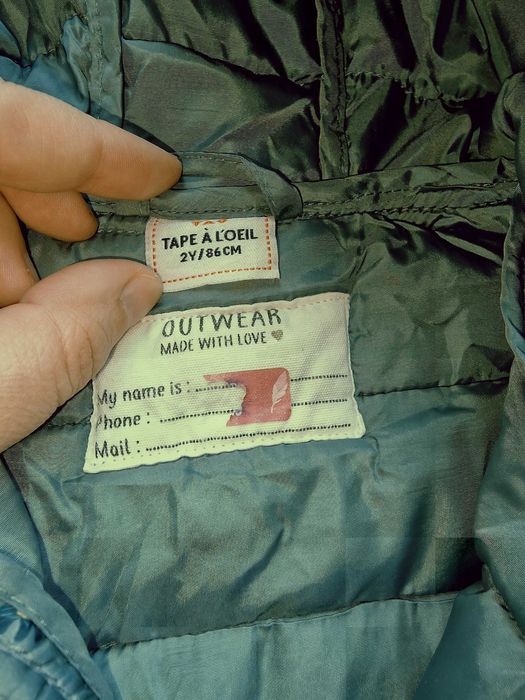 TAPE À L'OEIL
2Y/86CM
OUTWEAR
MADE WITH LOVE
My name is :
Phone :
Mail :